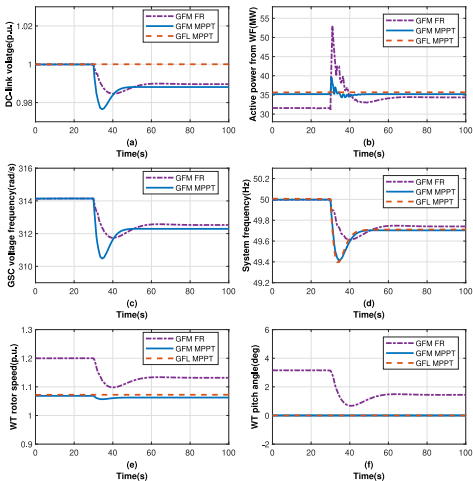 GFM FR
GFM MPPT
GFL MPPT
DC-link volatge(p.u.)
1
0.98
0 20 40 60 80 100
(a)
Time(s)
GFM FR
GFM MPPT
GFL MPPT
Active power from WF(MW)
55
50
45
40
35
30
0 20 40 60 80 100
(b)
Time(s)
GFM FR
GFM MPPT
GSC voltage frequency(rad/s)
316
314
312
310
0 20 40 60 80 100
(c)
Time(s)
GFM FR
GFM MPPT
GFL MPPT
System frequency(Hz)
50.2
50
49.8
49.6
49.4
49.2
0 20 40 60 80 100
(d)
Time(s)
GFM FR
GFM MPPT
GFL MPPT
WT rotor speed(p.u.)
1.3
1.2
1.1
1
0.9
0 20 40 60 80 100
(e)
Time(s)
GFM FR
GFM MPPT
GFL MPPT
WT pitch angle(deg)
6
4
2
0
-2
0 20 40 60 80 100
(f)
Time(s)